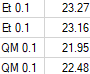 Et 0.1 23.27
Et 0.1 23.16
QM 0.1 21.95
QM 0.1 22.48